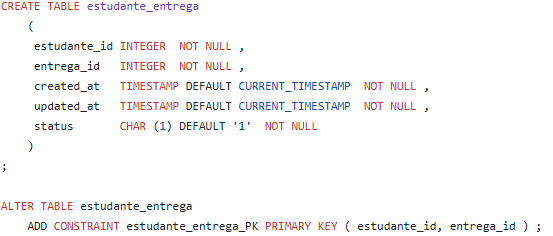 CREATE TABLE estudante_entrega
(
estudante_id INTEGER NOT NULL ,
entrega_id INTEGER NOT NULL ,
created_at TIMESTAMP DEFAULT CURRENT_TIMESTAMP NOT NULL ,
updated_at TIMESTAMP DEFAULT CURRENT_TIMESTAMP NOT NULL ,
status CHAR (1) DEFAULT '1' NOT NULL
)
;
ALTER TABLE estudante_entrega
ADD CONSTRAINT estudante_entrega_PK PRIMARY KEY ( estudante_id, entrega_id ) ;